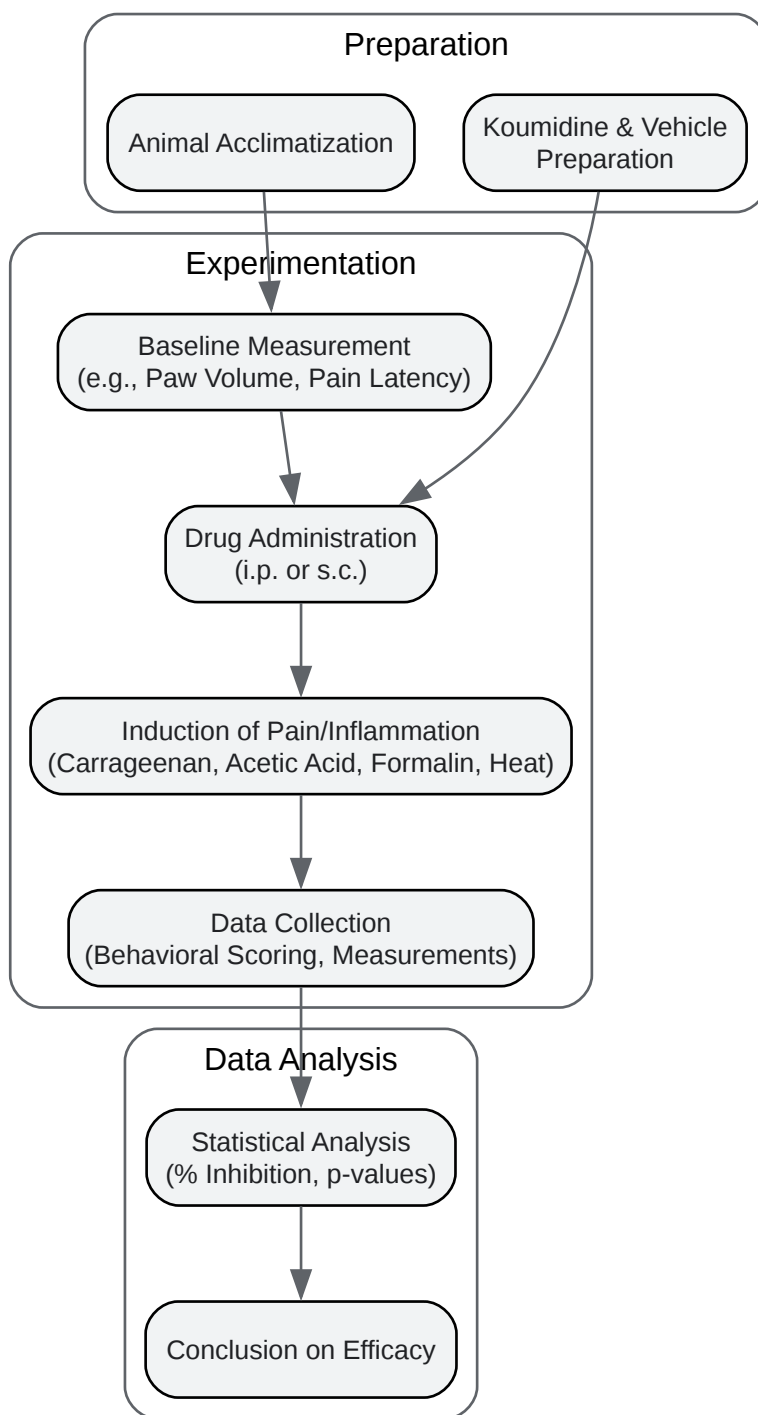 Preparation
Animal Acclimatization
Koumidine & Vehicle
Preparation
Experimentation
Baseline Measurement
(e.g., Paw Volume, Pain Latency)
Drug Administration
(i.p. or s.c.)
Induction of Pain/Inflammation
(Carrageenan, Acetic Acid, Formalin, Heat)
Data Collection
(Behavioral Scoring, Measurements)
Data Analysis
Statistical Analysis
(% Inhibition, p-values)
Conclusion on Efficacy